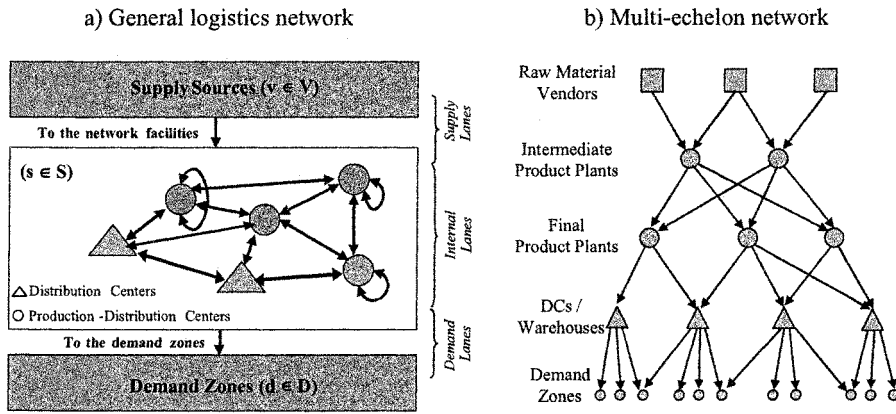 a) General logistics network
Supply Sources (v ∈ V)
To the network facilities
(s ∈ S)
Distribution Centers
Production -Distribution Centers
To the demand zones
Demand Zones (d ∈ D)
Supply
Lanes
Internal Lanes
Demand
Lanes
b) Multi-echelon network
Raw Material
Vendors
Intermediate
Product Plants
Final
Product Plants
DCs /
Warehouses
Demand
Zones